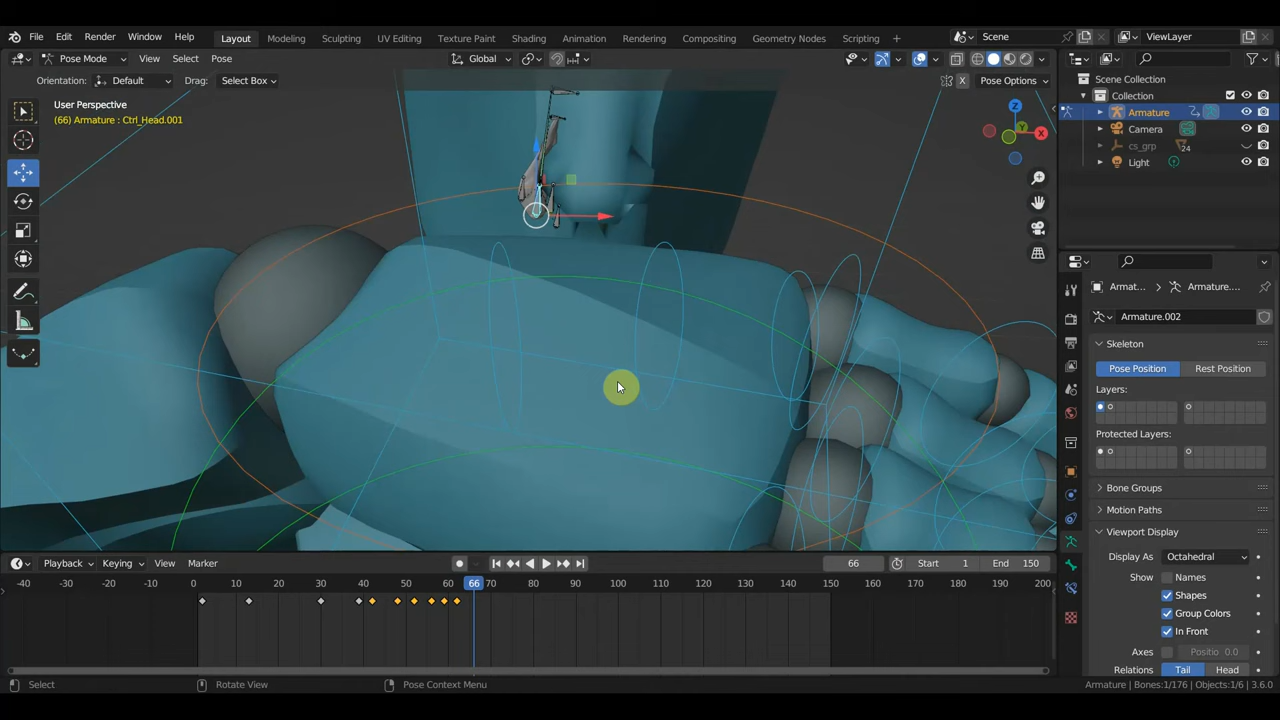 File Edit Render Window Help Layout Modeling Sculpting UV Editing Texture Paint Shading Animation Rendering Compositing Geometry Nodes Scripting + Scene ViewLayer
Pose Mode View Select Pose Global
Orientation: Default Drag: Select Box X Pose Options
User Perspective
(66) Armature : Ctrl_Head.001
Z
Y
X
Scene Collection
Collection
Armature
Camera
cs_grp 24
Light
Armat... Armature....
Armature.002
Skeleton
Pose Position Rest Position
Layers:
Protected Layers:
Bone Groups
Motion Paths
Viewport Display
Display As Octahedral
Show Names
Shapes
Group Colors
In Front
Axes Positio 0.0
Relations Tail Head
Playback Keying View Marker 66 Start 1 End 150
-40 -30 -20 -10 0 10 20 30 40 50 60 66 70 80 90 100 110 120 130 140 150 160 170 180 190 200
Select Rotate View Pose Context Menu Armature | Bones:1/176 | Objects:1/6 | 3.6.0